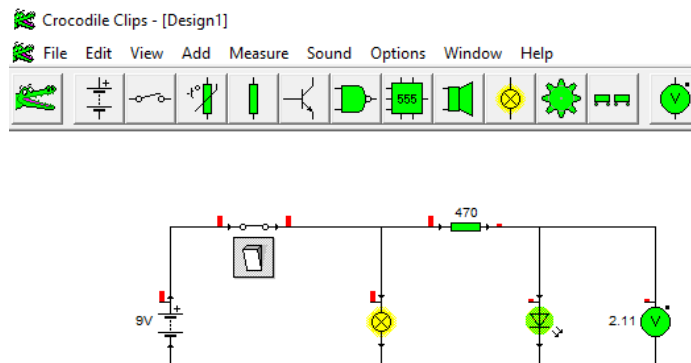 Crocodile Clips - [Design1]
File Edit View Add Measure Sound Options Window Help
-t° 555 V
470
9V + 2.11 V